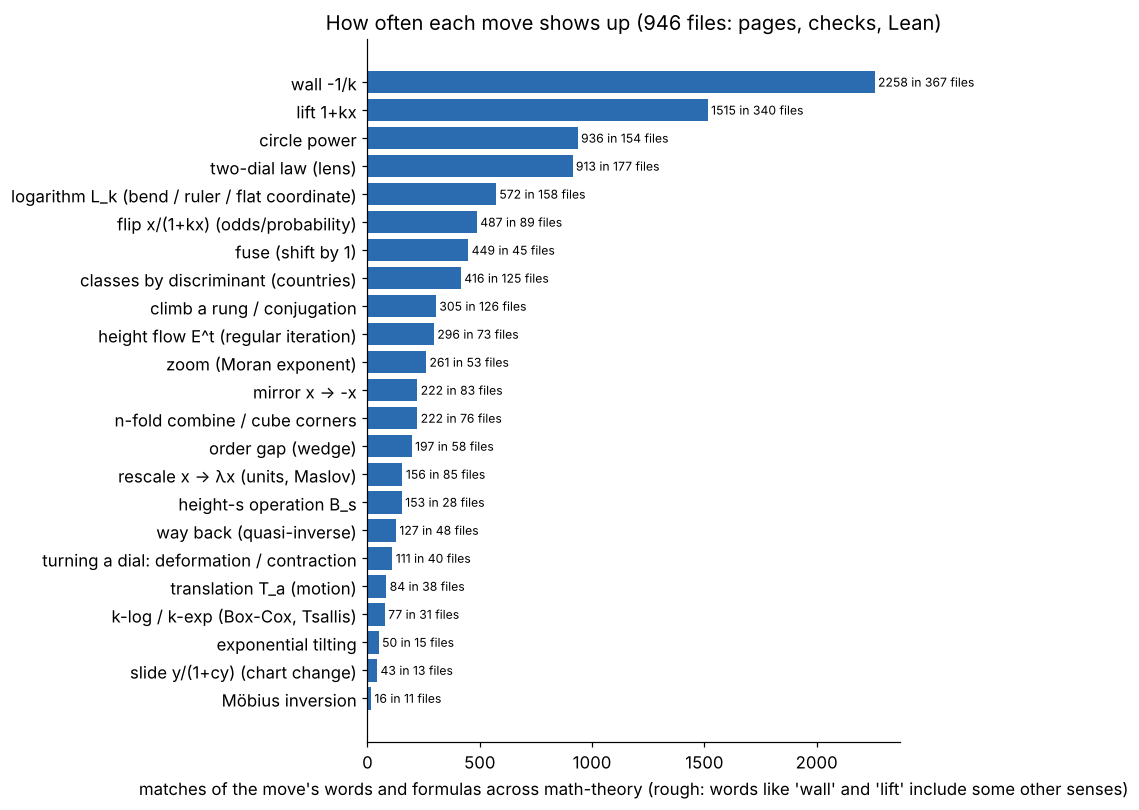 How often each move shows up (946 files: pages, checks, Lean)
wall -1/k 2258 in 367 files
lift 1+kx 1515 in 340 files
circle power 936 in 154 files
two-dial law (lens) 913 in 177 files
logarithm L_k (bend / ruler / flat coordinate) 572 in 158 files
flip x/(1+kx) (odds/probability) 487 in 89 files
fuse (shift by 1) 449 in 45 files
classes by discriminant (countries) 416 in 125 files
climb a rung / conjugation 305 in 126 files
height flow E^t (regular iteration) 296 in 73 files
zoom (Moran exponent) 261 in 53 files
mirror x → -x 222 in 83 files
n-fold combine / cube corners 222 in 76 files
order gap (wedge) 197 in 58 files
rescale x → λx (units, Maslov) 156 in 85 files
height-s operation B_s 153 in 28 files
way back (quasi-inverse) 127 in 48 files
turning a dial: deformation / contraction 111 in 40 files
translation T_a (motion) 84 in 38 files
k-log / k-exp (Box-Cox, Tsallis) 77 in 31 files
exponential tilting 50 in 15 files
slide y/(1+cy) (chart change) 43 in 13 files
Möbius inversion 16 in 11 files
0 500 1000 1500 2000
matches of the move's words and formulas across math-theory (rough: words like 'wall' and 'lift' include some other senses)